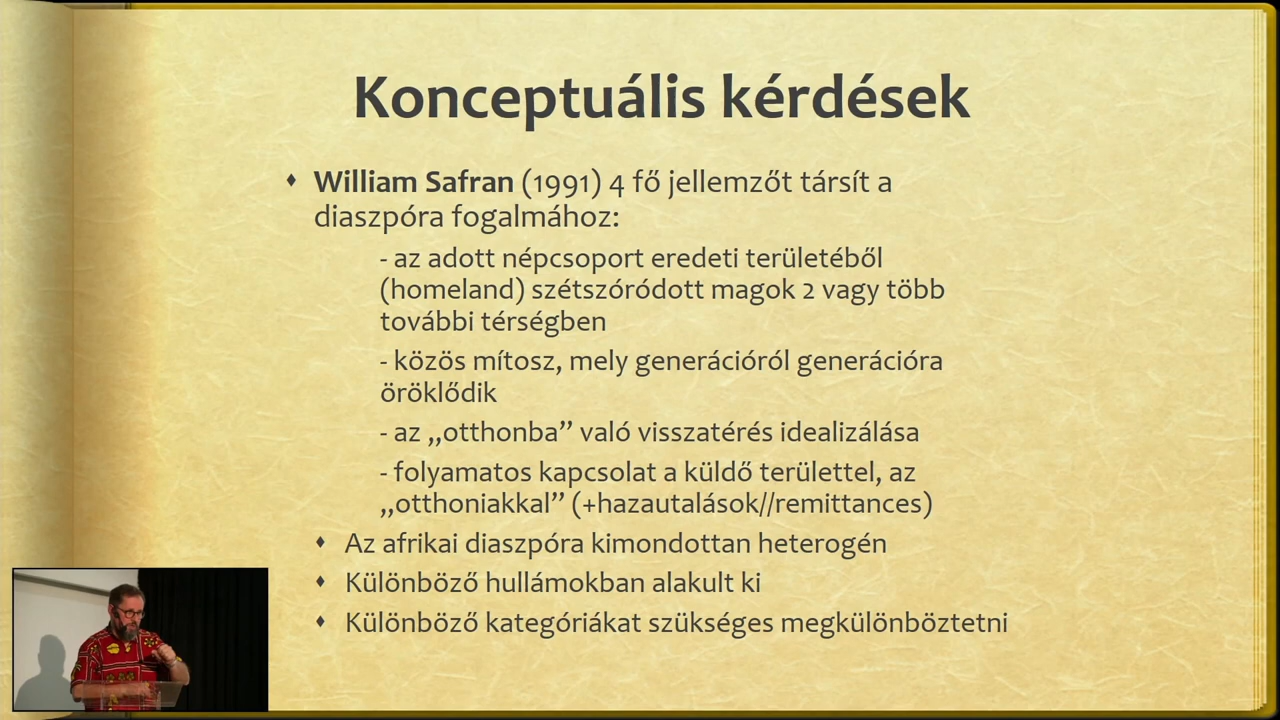 Konceptuális kérdések
William Safran (1991) 4 fő jellemzőt társít a
diaszpóra fogalmához:
- az adott népcsoport eredeti területéből
(homeland) szétszóródott magok 2 vagy több
további térségben
- közös mítosz, mely generációról generációra
öröklődik
- az „otthonba” való visszatérés idealizálása
- folyamatos kapcsolat a küldő területtel, az
„otthoniakkal” (+hazautalások//remittances)
Az afrikai diaszpóra kimondottan heterogén
Különböző hullámokban alakult ki
Különböző kategóriákat szükséges megkülönböztetni